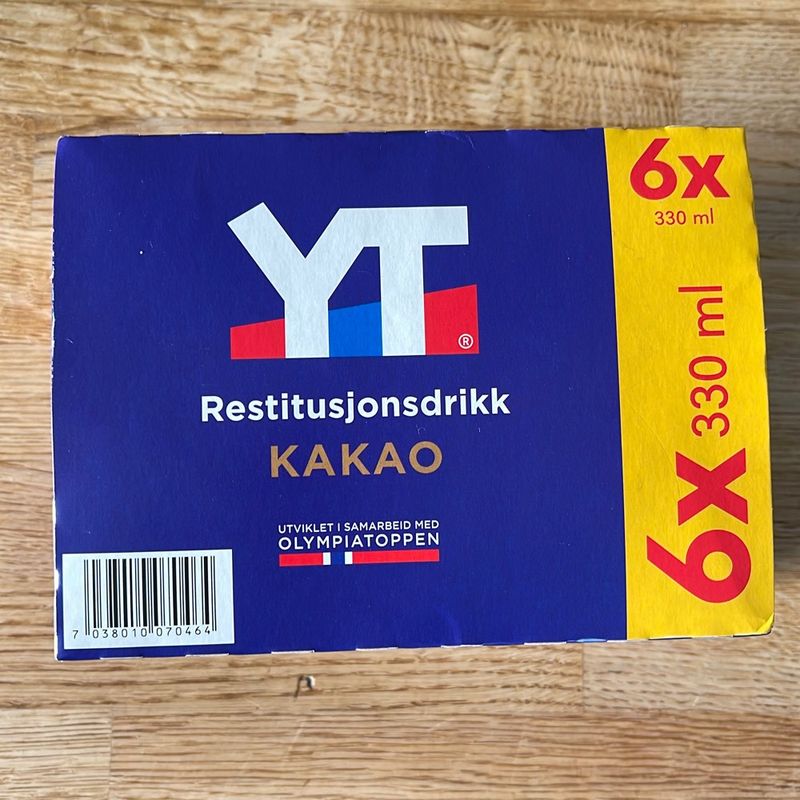 YT®
Restitusjonsdrikk
KAKAO
UTVIKLET I SAMARBEID MED
OLYMPIATOPPEN
7 038010 070464
6x
330 ml
6x 330 ml